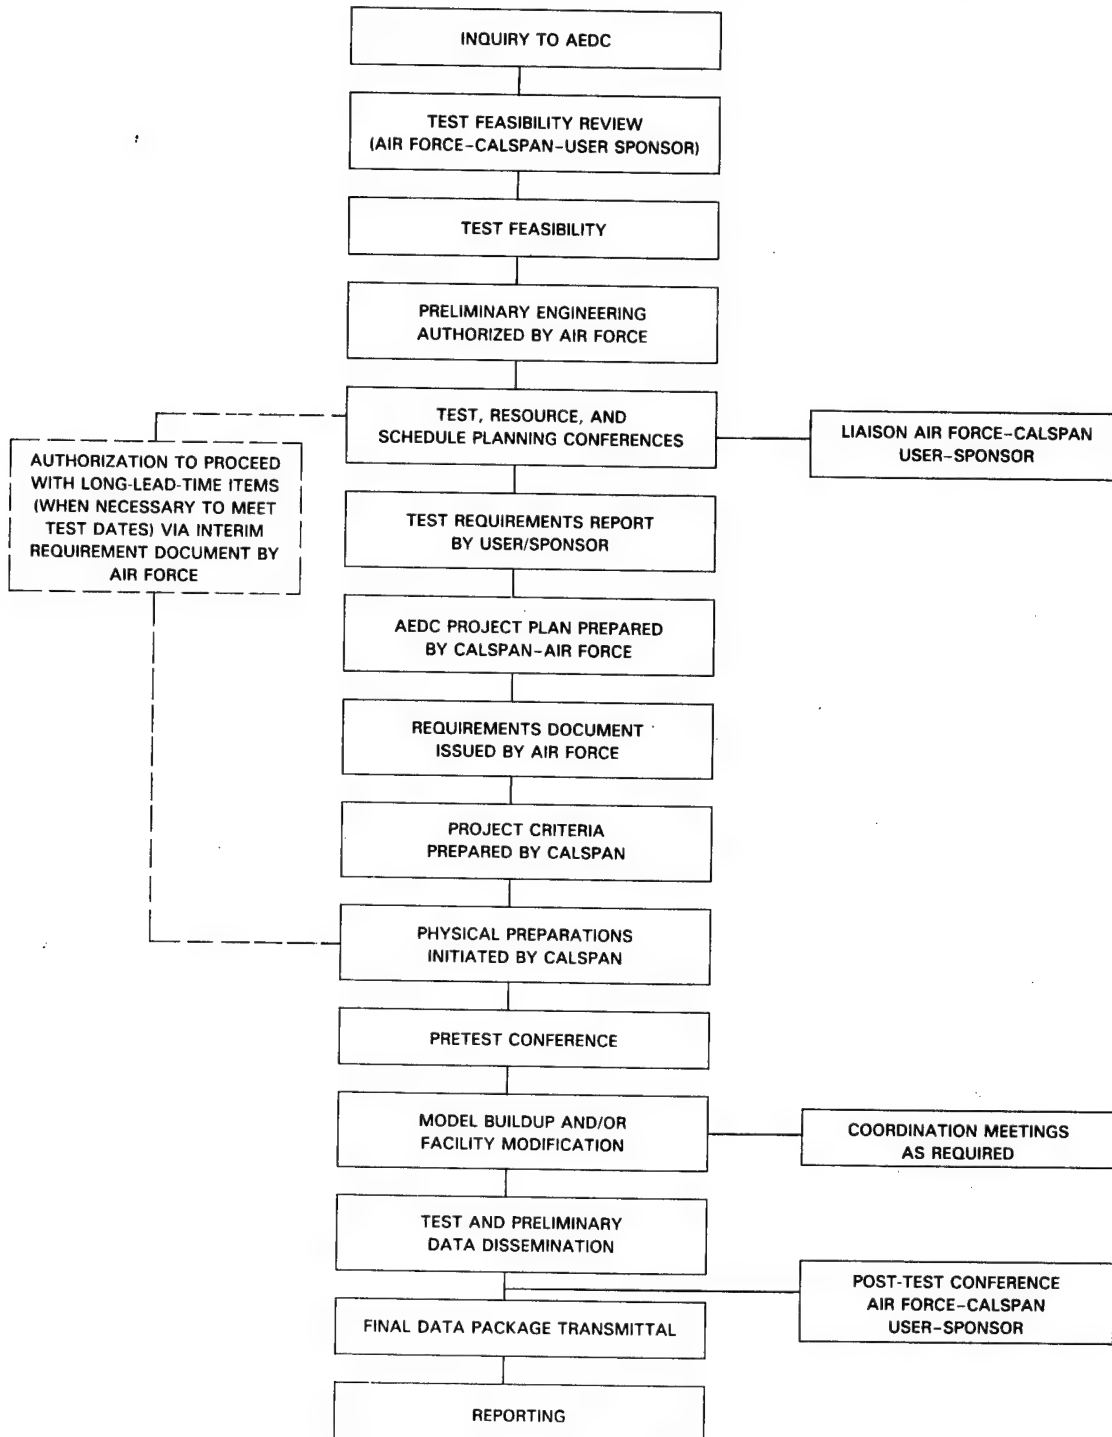 INQUIRY TO AEDC
TEST FEASIBILITY REVIEW
(AIR FORCE-CALSPAN-USER SPONSOR)
TEST FEASIBILITY
PRELIMINARY ENGINEERING
AUTHORIZED BY AIR FORCE
TEST, RESOURCE, AND
SCHEDULE PLANNING CONFERENCES
LIAISON AIR FORCE-CALSPAN
USER-SPONSOR
AUTHORIZATION TO PROCEED
WITH LONG-LEAD-TIME ITEMS
(WHEN NECESSARY TO MEET
TEST DATES) VIA INTERIM
REQUIREMENT DOCUMENT BY
AIR FORCE
TEST REQUIREMENTS REPORT
BY USER/SPONSOR
AEDC PROJECT PLAN PREPARED
BY CALSPAN-AIR FORCE
REQUIREMENTS DOCUMENT
ISSUED BY AIR FORCE
PROJECT CRITERIA
PREPARED BY CALSPAN
PHYSICAL PREPARATIONS
INITIATED BY CALSPAN
PRETEST CONFERENCE
MODEL BUILDUP AND/OR
FACILITY MODIFICATION
COORDINATION MEETINGS
AS REQUIRED
TEST AND PRELIMINARY
DATA DISSEMINATION
POST-TEST CONFERENCE
AIR FORCE-CALSPAN
USER-SPONSOR
FINAL DATA PACKAGE TRANSMITTAL
REPORTING